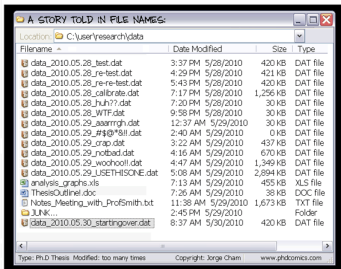 A STORY TOLD IN FILE NAMES:
Location: C:\user\research\data
Filename Date Modified Size Type
data_2010.05.28_test.dat 3:37 PM 5/28/2010 420 KB DAT file
data_2010.05.28_re-test.dat 4:29 PM 5/28/2010 421 KB DAT file
data_2010.05.28_re-re-test.dat 5:43 PM 5/28/2010 420 KB DAT file
data_2010.05.28_calibrate.dat 7:17 PM 5/28/2010 1,256 KB DAT file
data_2010.05.28_huh??.dat 7:20 PM 5/28/2010 30 KB DAT file
data_2010.05.28_WTF.dat 9:58 PM 5/28/2010 30 KB DAT file
data_2010.05.29_aaarrrgh.dat 12:37 AM 5/29/2010 30 KB DAT file
data_2010.05.29_#$@*&!!.dat 2:40 AM 5/29/2010 0 KB DAT file
data_2010.05.29_crap.dat 3:22 AM 5/29/2010 437 KB DAT file
data_2010.05.29_notbad.dat 4:16 AM 5/29/2010 670 KB DAT file
data_2010.05.29_woohoo!!.dat 4:47 AM 5/29/2010 1,349 KB DAT file
data_2010.05.29_USETHISONE.dat 5:08 AM 5/29/2010 2,894 KB DAT file
analysis_graphs.xls 7:13 AM 5/29/2010 455 KB XLS file
ThesisOutline!.doc 7:26 AM 5/29/2010 38 KB DOC file
Notes_Meeting_with_ProfSmith.txt 11:38 AM 5/29/2010 1,673 KB TXT file
JUNK... 2:45 PM 5/29/2010 Folder
data_2010.05.30_startingover.dat 8:37 AM 5/30/2010 420 KB DAT file
Type: Ph.D Thesis Modified: too many times Copyright: Jorge Cham www.phdcomics.com